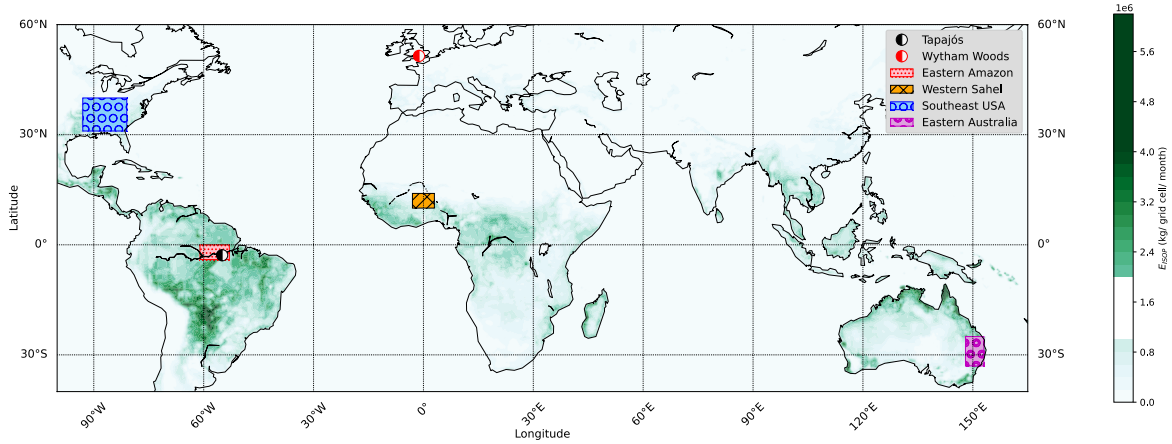 1e6
60°N
60°N
Tapajós
Wytham Woods
Eastern Amazon
Western Sahel
Southeast USA
Eastern Australia
5,6
4.8
30°N
30°N
4.0
Latitude
3.2
E_ISOP (kg/ grid cell/ month)
0°
0°
2.4
1.6
30°S
30°S
0.8
0.0
90°W
60°W
0°
30°E
60°E
90°E
120°E
150°E
Longitude